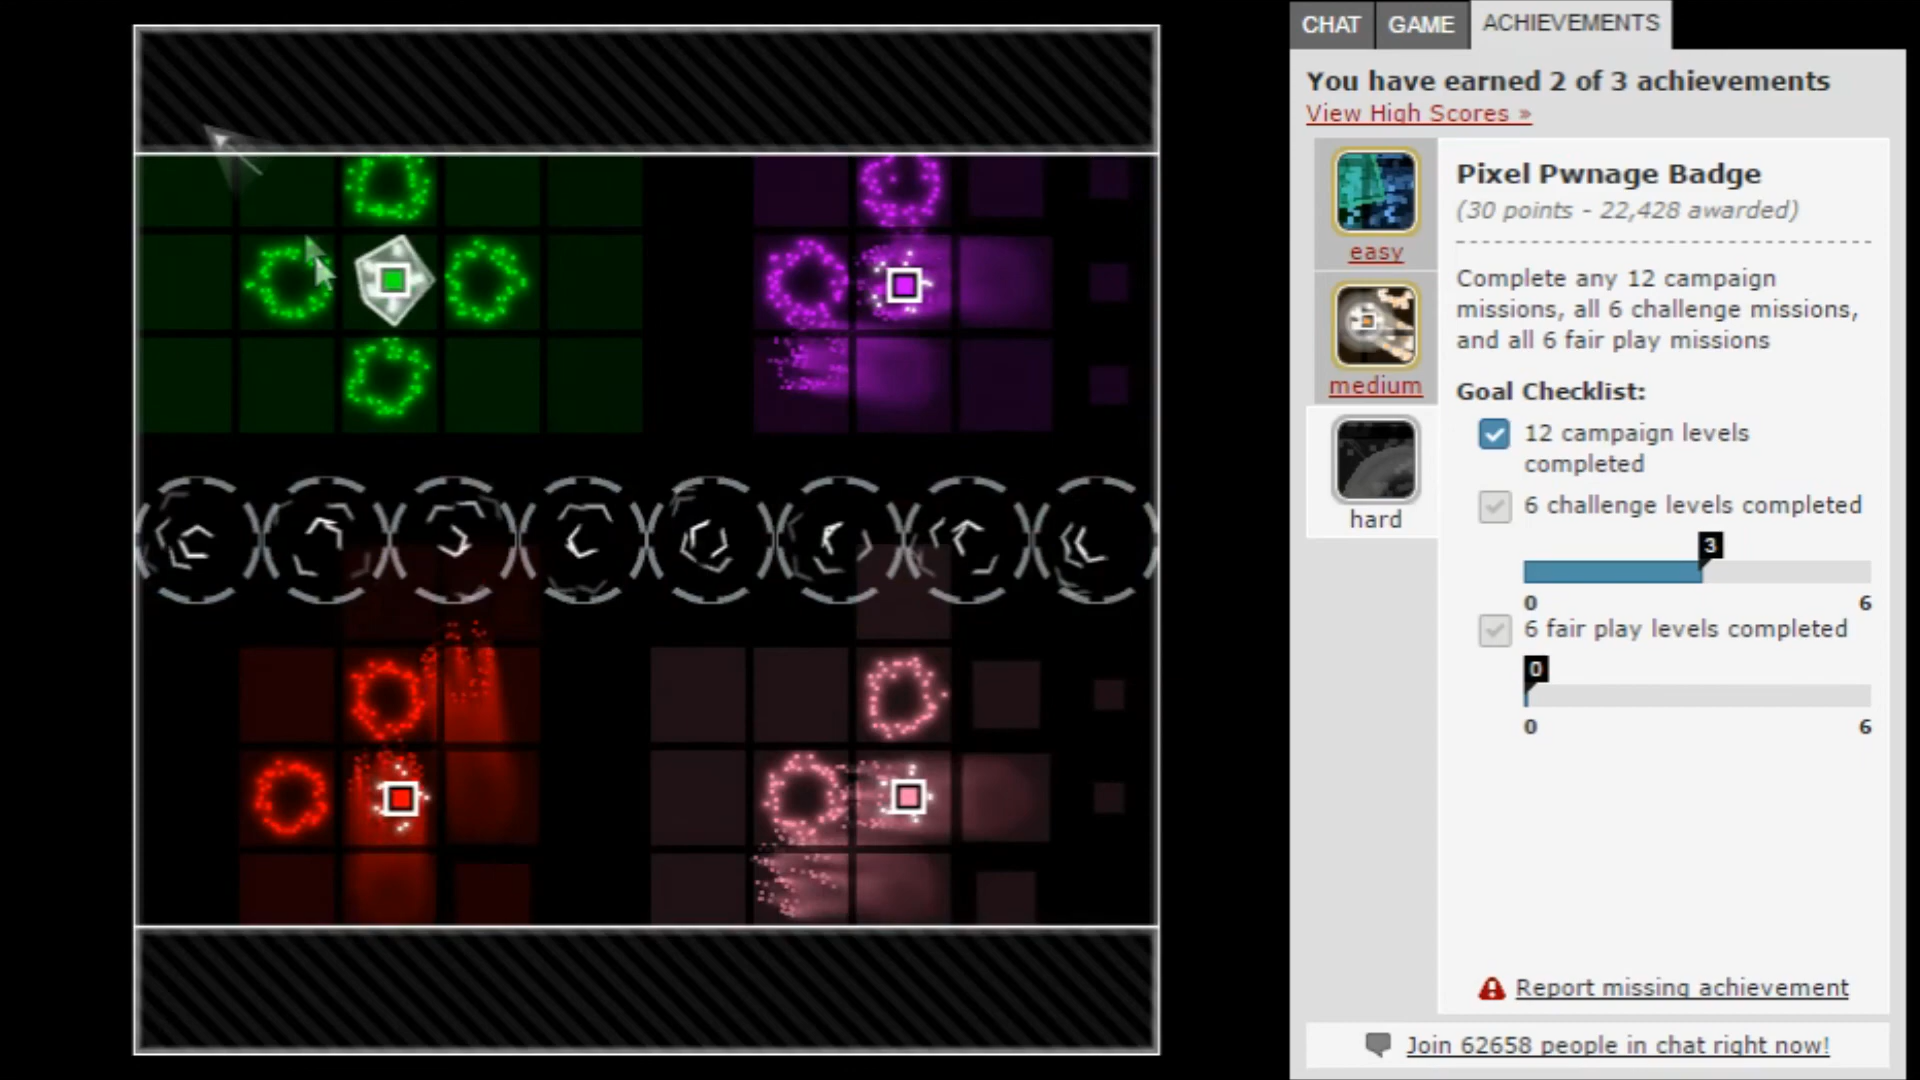 CHAT GAME ACHIEVEMENTS
You have earned 2 of 3 achievements
View High Scores »
easy
medium
hard
Pixel Pwnage Badge
(30 points - 22,428 awarded)
Complete any 12 campaign
missions, all 6 challenge missions,
and all 6 fair play missions
Goal Checklist:
12 campaign levels
completed
6 challenge levels completed
3
0 6
6 fair play levels completed
0
0 6
Report missing achievement
Join 62658 people in chat right now!